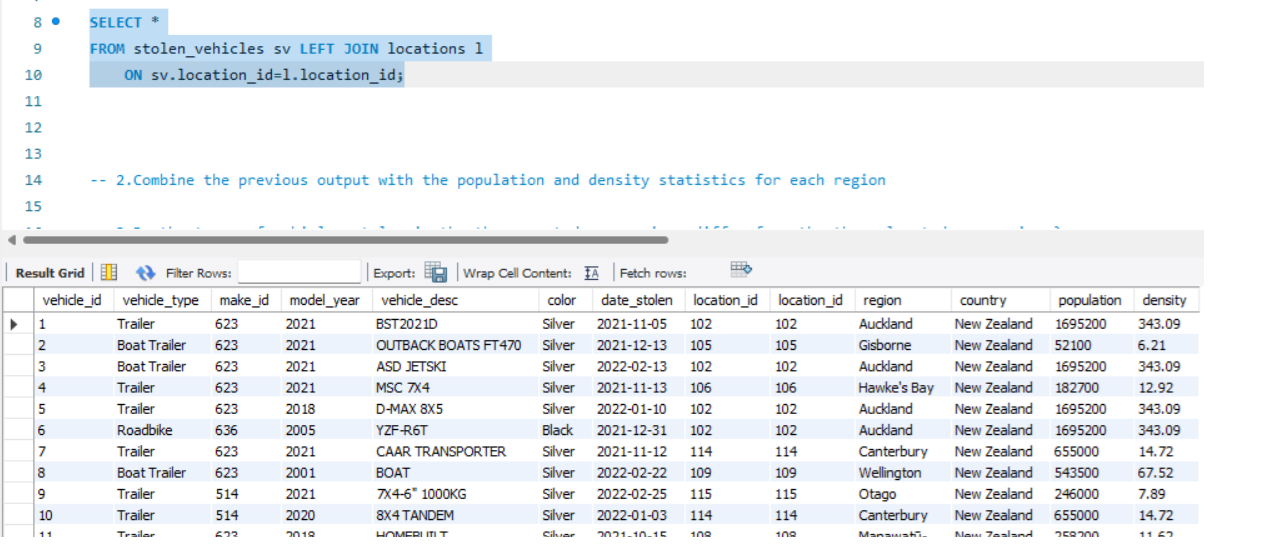 8 SELECT *
9 FROM stolen_vehicles sv LEFT JOIN locations l
10 ON sv.location_id=l.location_id;
11
12
13
14 -- 2.Combine the previous output with the population and density statistics for each region
15
Result Grid Filter Rows: Export: Wrap Cell Content: Fetch rows:
vehicle_id vehicle_type make_id model_year vehicle_desc color date_stolen location_id location_id region country population density
1 Trailer 623 2021 BST2021D Silver 2021-11-05 102 102 Auckland New Zealand 1695200 343.09
2 Boat Trailer 623 2021 OUTBACK BOATS FT470 Silver 2021-12-13 105 105 Gisborne New Zealand 52100 6.21
3 Boat Trailer 623 2021 ASD JETSKI Silver 2022-02-13 102 102 Auckland New Zealand 1695200 343.09
4 Trailer 623 2021 MSC 7X4 Silver 2021-11-13 106 106 Hawke's Bay New Zealand 182700 12.92
5 Trailer 623 2018 D-MAX 8X5 Silver 2022-01-10 102 102 Auckland New Zealand 1695200 343.09
6 Roadbike 636 2005 YZF-R6T Black 2021-12-31 102 102 Auckland New Zealand 1695200 343.09
7 Trailer 623 2021 CAAR TRANSPORTER Silver 2021-11-12 114 114 Canterbury New Zealand 655000 14.72
8 Boat Trailer 623 2001 BOAT Silver 2022-02-22 109 109 Wellington New Zealand 543500 67.52
9 Trailer 514 2021 7X4-6" 1000KG Silver 2022-02-25 115 115 Otago New Zealand 246000 7.89
10 Trailer 514 2020 8X4 TANDEM Silver 2022-01-03 114 114 Canterbury New Zealand 655000 14.72
11 Trailer 623 2018 HOMEBUILT Silver 2021-10-15 108 108 Manawatū- New Zealand 258200 11.62